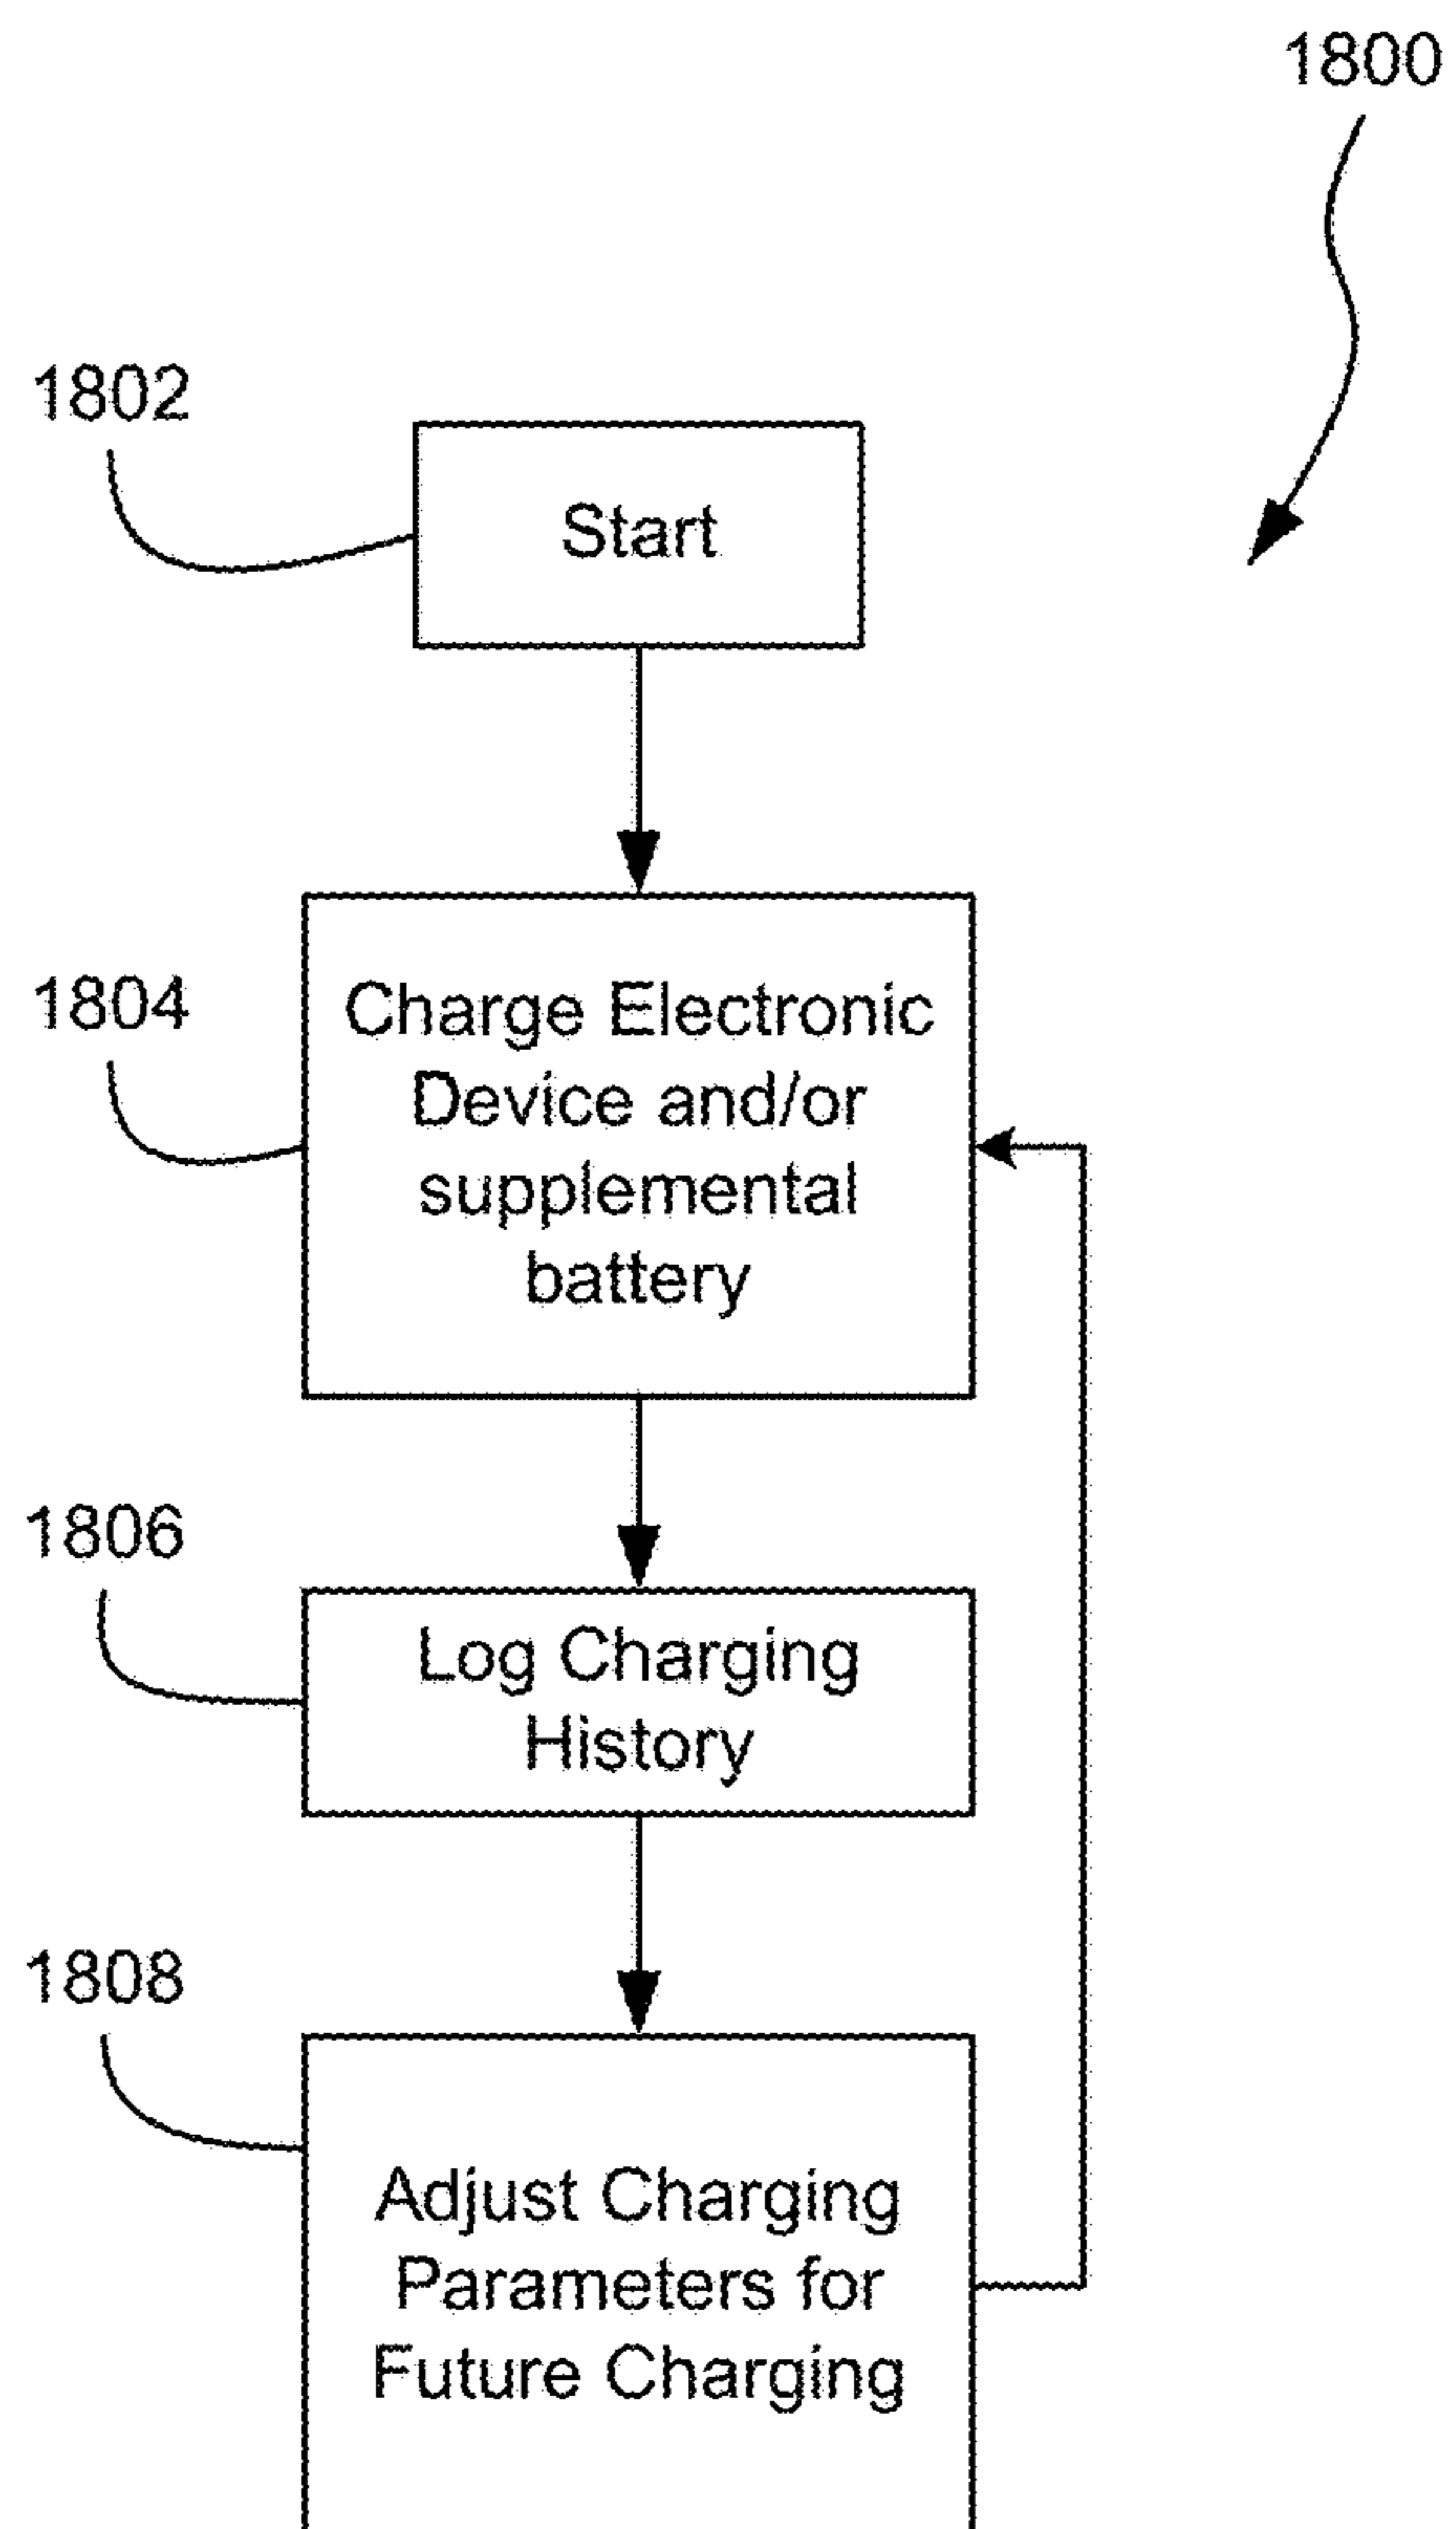 1800
1802
Start
1804
Charge Electronic
Device and/or
supplemental
battery
1806
Log Charging
History
1808
Adjust Charging
Parameters for
Future Charging